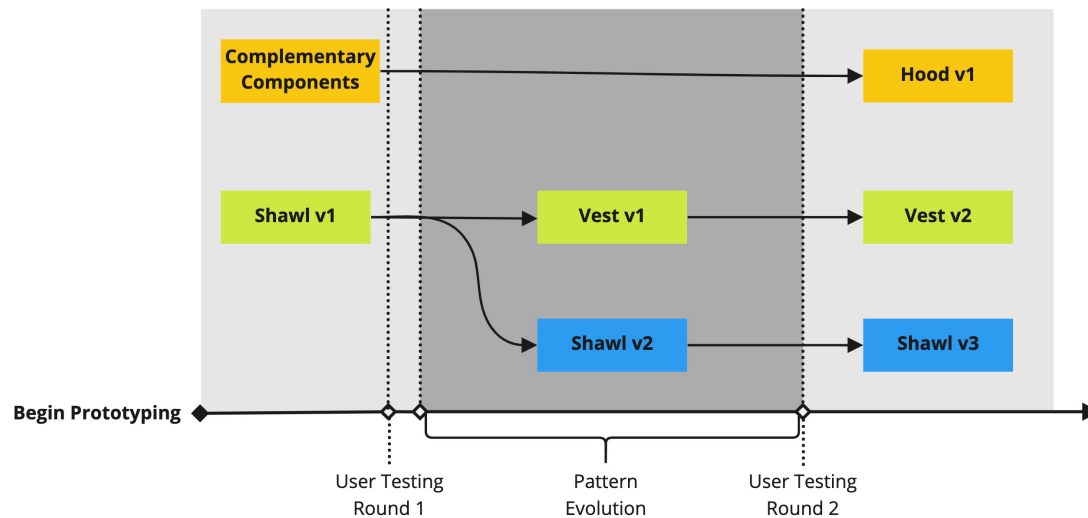 Complementary
Components
Hood v1
Shawl v1
Vest v1
Vest v2
Shawl v2
Shawl v3
Begin Prototyping
User Testing
Round 1
Pattern
Evolution
User Testing
Round 2